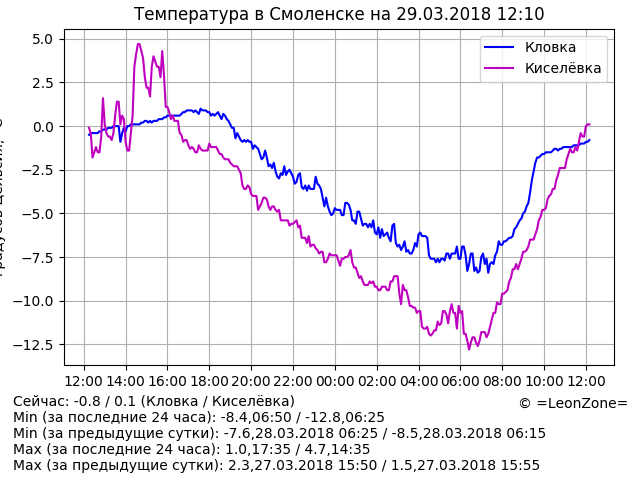 Температура в Смоленске на 29.03.2018 12:10
Кловка
Киселёвка
5.0
2.5
0.0
−2.5
−5.0
−7.5
−10.0
−12.5
12:00 14:00 16:00 18:00 20:00 22:00 00:00 02:00 04:00 06:00 08:00 10:00 12:00
Сейчас: -0.8 / 0.1 (Кловка / Киселёвка)
© =LeonZone=
Min (за последние 24 часа): -8.4,06:50 / -12.8,06:25
Min (за предыдущие сутки): -7.6,28.03.2018 06:25 / -8.5,28.03.2018 06:15
Max (за последние 24 часа): 1.0,17:35 / 4.7,14:35
Max (за предыдущие сутки): 2.3,27.03.2018 15:50 / 1.5,27.03.2018 15:55